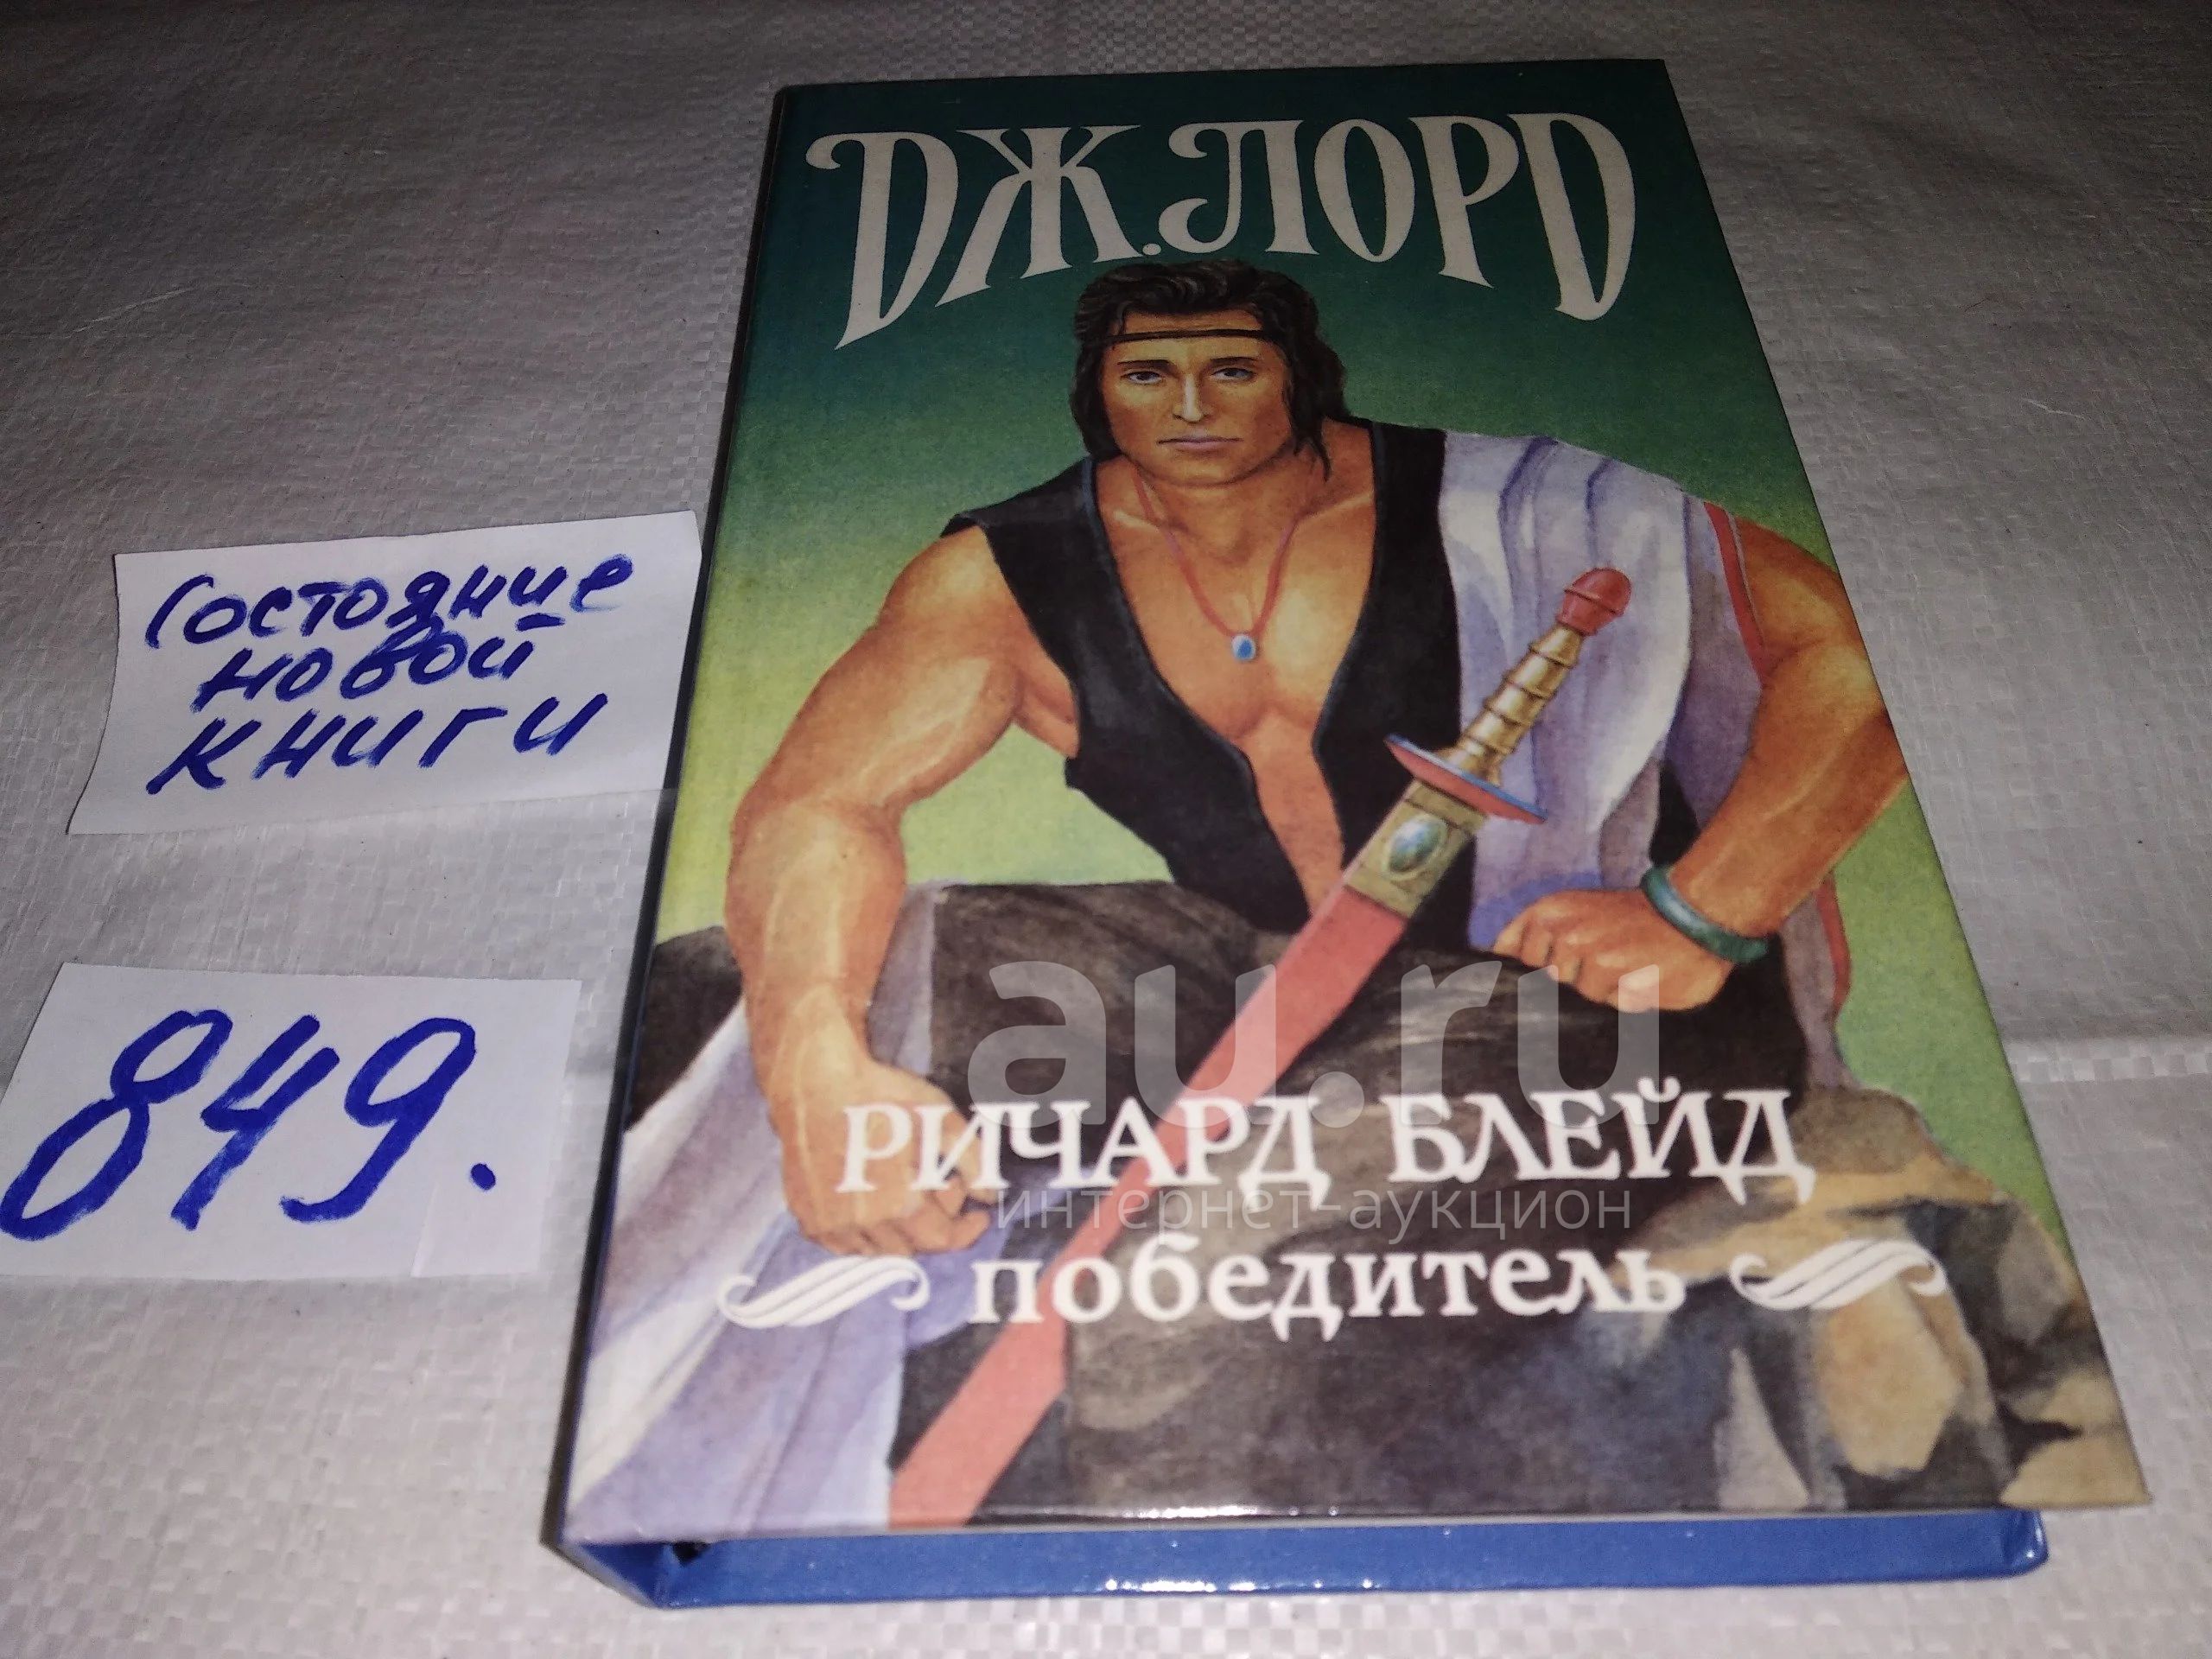 ДЖ. ЛОРД
Состояние
новой
книги
849.
au.ru
РИЧАРД БЛЕЙД
интернет-аукцион
победитель